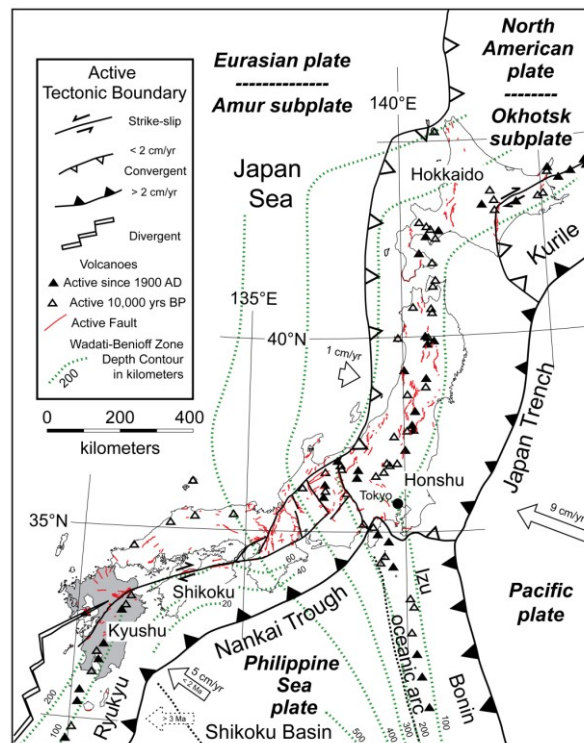 North
American
plate
--------
Okhotsk
subplate
Eurasian plate
--------------
Amur subplate
Active
Tectonic Boundary
Strike-slip
< 2 cm/yr
Convergent
> 2 cm/yr
Divergent
Volcanoes
Active since 1900 AD
Active 10,000 yrs BP
Active Fault
Wadati-Benioff Zone
Depth Contour
in kilometers
200
0 200 400
kilometers
140°E
Hokkaido
Japan
Sea
Kurile
135°E
40°N
1 cm/yr
Japan Trench
Honshu
Tokyo
35°N
9 cm/yr
60
40
20
Shikoku
Kyushu
Nankai Trough
Izu
oceanic arc
Bonin
Pacific
plate
Philippine
Sea
plate
5 cm/yr
< 2 Ma
> 3 Ma
Ryukyu
200
100
Shikoku Basin
500
400
300
200
100